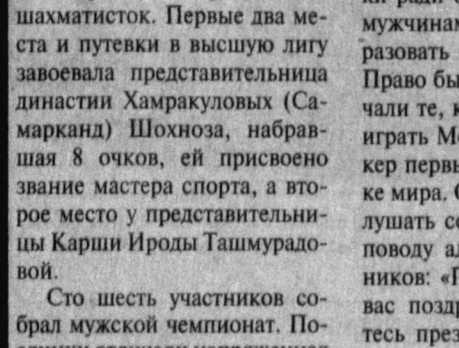 шахматисток. Первые два ме-
ста и путевки в высшую лигу
завоевала представительница
династии Хамракуловых (Са-
марканд) Шохноза, набрав-
шая 8 очков, ей присвоено
звание мастера спорта, а вто-
рое место у представительни-
цы Карши Ироды Ташмурадо-
вой.
Сто шесть участников со-
брал мужской чемпионат. По-
мужчинам
разовать
Право бы
чали те, к
играть М
кер первы
ке мира. С
лушать со
поводу а
ников: «Г
вас позд
тесь през